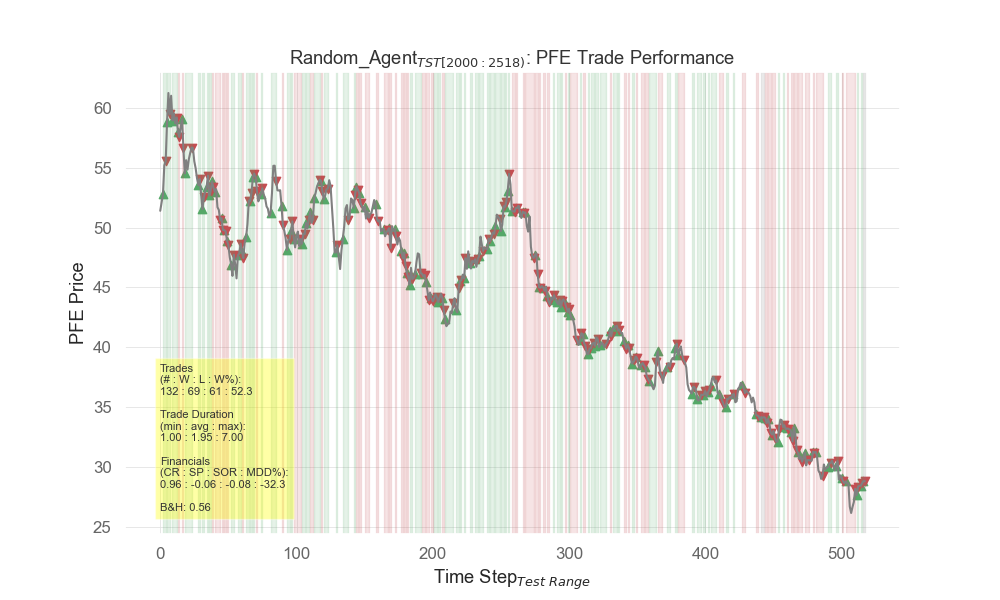 Random_Agent TST[2000:2518): PFE Trade Performance
60
55
50
45
40
35
30
25
PFE Price
Trades
(# : W : L : W%):
132 : 69 : 61 : 52.3
Trade Duration
(min : avg : max):
1.00 : 1.95 : 7.00
Financials
(CR : SP : SOR : MDD%):
0.96 : -0.06 : -0.08 : -32.3
B&H: 0.56
0 100 200 300 400 500
Time Step Test Range